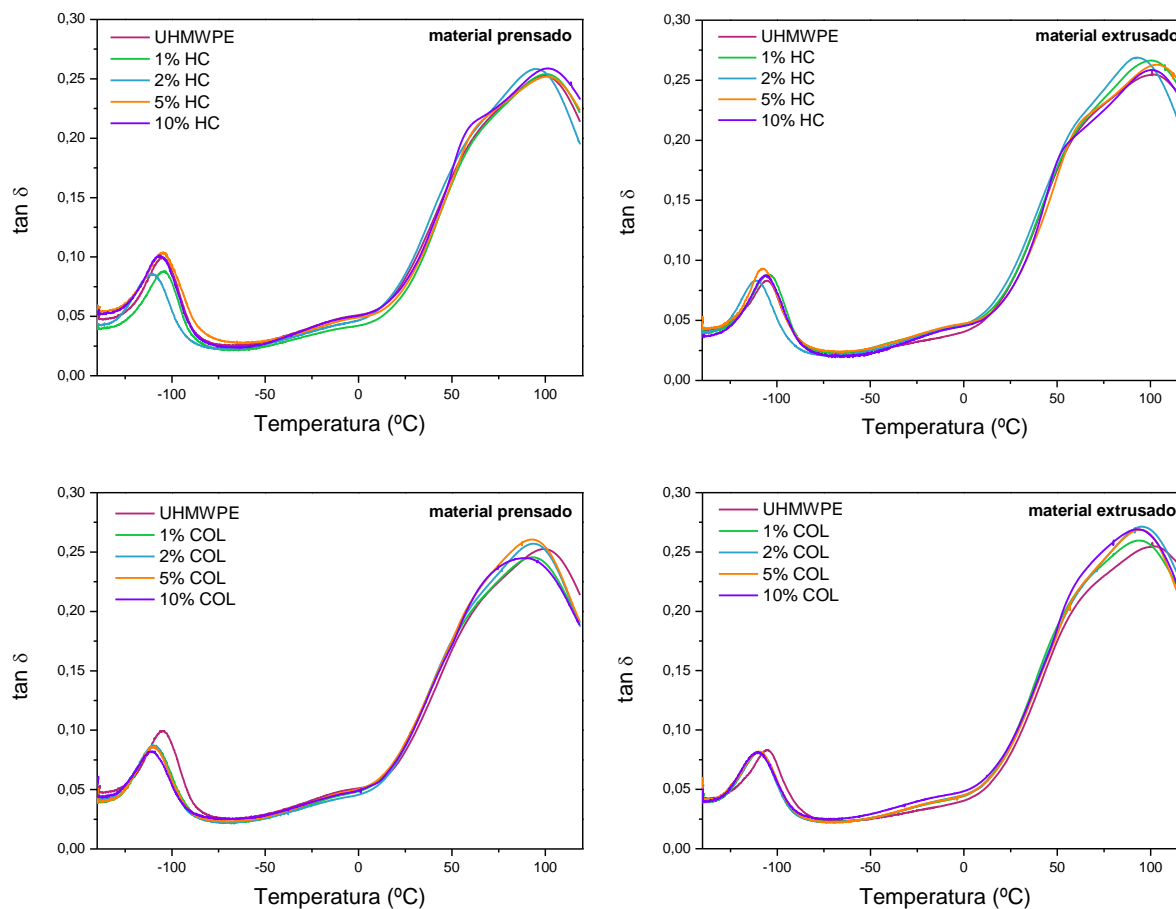 0,30
0,25
0,20
0,15
0,10
0,05
0,00
tan δ
UHMWPE
1% HC
2% HC
5% HC
10% HC
material prensado
-100
-50
0
50
100
Temperatura (ºC)
0,30
0,25
0,20
0,15
0,10
0,05
0,00
tan δ
UHMWPE
1% HC
2% HC
5% HC
10% HC
material extrusado
-100
-50
0
50
100
Temperatura (ºC)
0,30
0,25
0,20
0,15
0,10
0,05
0,00
tan δ
UHMWPE
1% COL
2% COL
5% COL
10% COL
material prensado
-100
-50
0
50
100
Temperatura (ºC)
0,30
0,25
0,20
0,15
0,10
0,05
0,00
tan δ
UHMWPE
1% COL
2% COL
5% COL
10% COL
material extrusado
-100
-50
0
50
100
Temperatura (ºC)